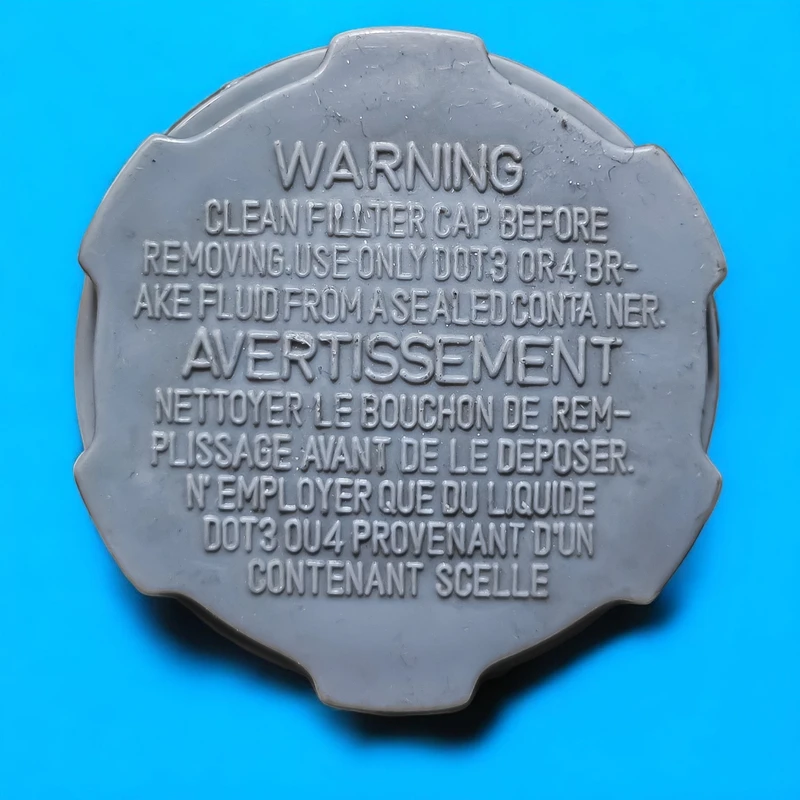 WARNING
CLEAN FILLTER CAP BEFORE
REMOVING.USE ONLY DOT3 OR4 BR-
AKE FLUID FROM A SEALED CONTA NER.
AVERTISSEMENT
NETTOYER LE BOUCHON DE REM-
PLISSAGE AVANT DE LE DEPOSER.
N' EMPLOYER QUE DU LIQUIDE
DOT3 OU4 PROVENANT D'UN
CONTENANT SCELLE